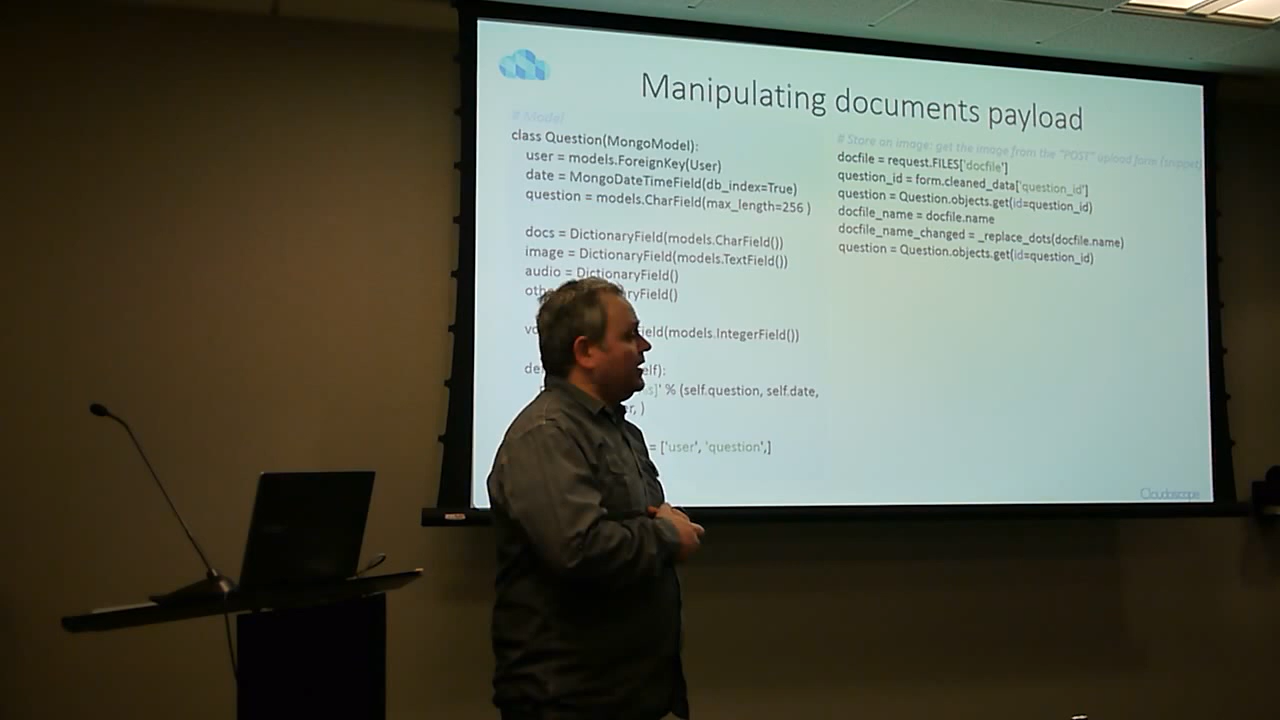 Manipulating documents payload
# Model
class Question(MongoModel):
user = models.ForeignKey(User)
date = MongoDateTimeField(db_index=True)
question = models.CharField(max_length=256 )
docs = DictionaryField(models.CharField())
image = DictionaryField(models.TextField())
audio = DictionaryField()
ryField()
ield(models.IntegerField())
elf):
]' % (self.question, self.date,
r, )
= ['user', 'question',]
# Store an image: get the image from the "POST" upload form (snippet)
docfile = request.FILES['docfile']
question_id = form.cleaned_data['question_id']
question = Question.objects.get(id=question_id)
docfile_name = docfile.name
docfile_name_changed = _replace_dots(docfile.name)
question = Question.objects.get(id=question_id)
Cloudoscope